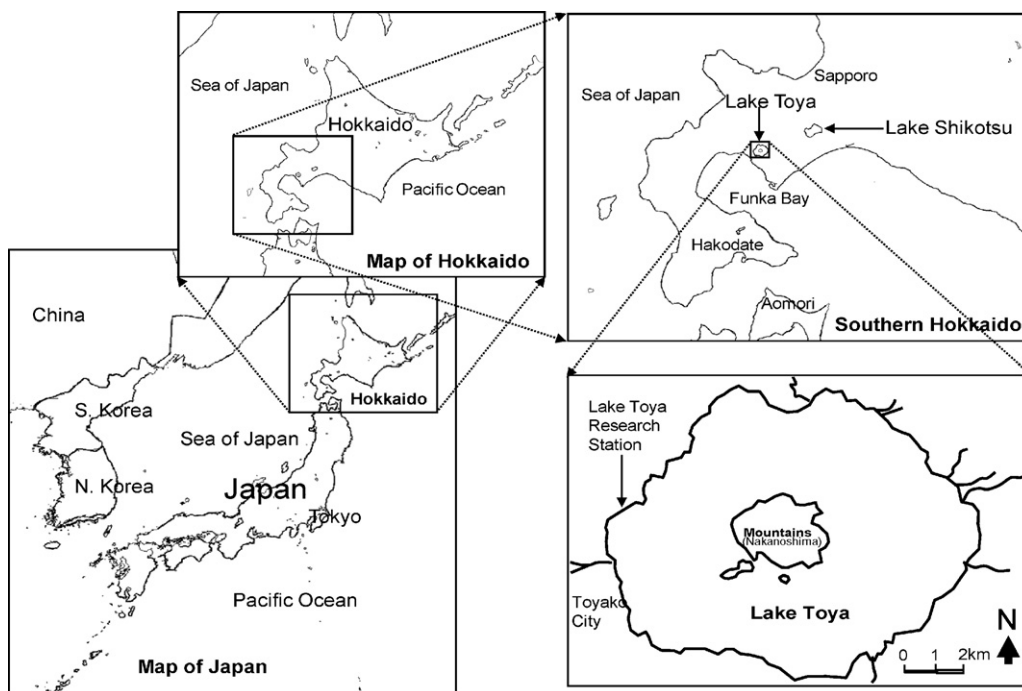 Sea of Japan
Hokkaido
Pacific Ocean
Map of Hokkaido
Sapporo
Sea of Japan
Lake Toya
Lake Shikotsu
Funka Bay
Hakodate
Aomori
Southern Hokkaido
China
Hokkaido
S. Korea
Sea of Japan
N. Korea
Japan
Tokyo
Pacific Ocean
Map of Japan
Lake Toya
Research
Station
Mountains
(Nakanoshima)
Toyako
City
Lake Toya
N
0 1 2km